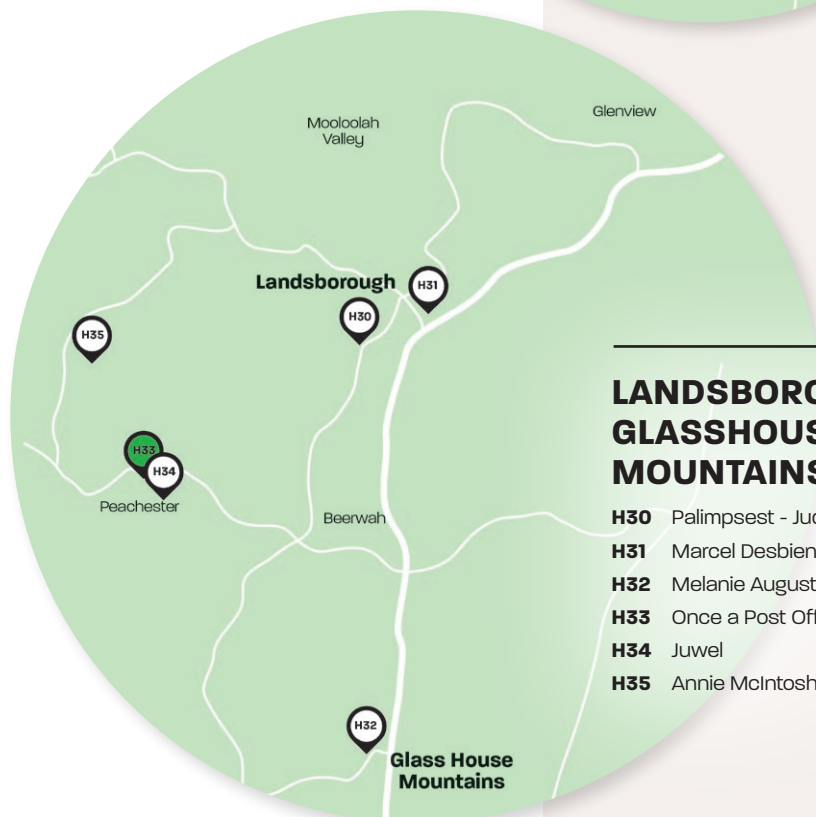 Glenview
Mooloolah
Valley
Landsborough
H31
H30
H35
H33
H34
Peachester
Beerwah
H32
Glass House
Mountains
LANDSBORO
GLASSHOUS
MOUNTAINS
H30 Palimpsest - Jud
H31 Marcel Desbien
H32 Melanie August
H33 Once a Post Off
H34 Juwel
H35 Annie McIntosh